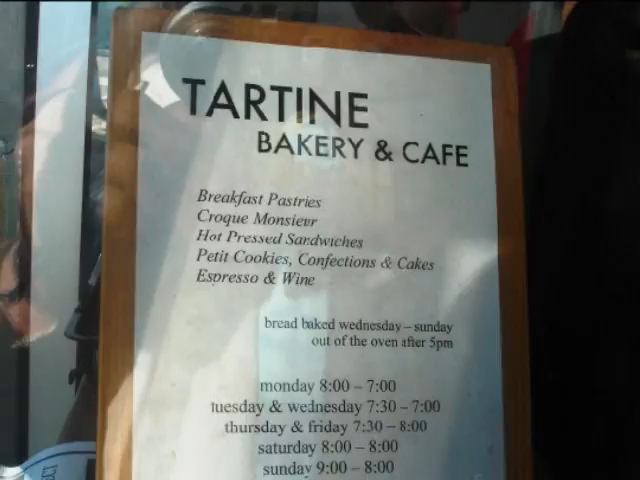 TARTINE
BAKERY & CAFE
Breakfast Pastries
Croque Monsieur
Hot Pressed Sandwiches
Petit Cookies, Confections & Cakes
Espresso & Wine
bread baked wednesday – sunday
out of the oven after 5pm
monday 8:00 – 7:00
tuesday & wednesday 7:30 – 7:00
thursday & friday 7:30 – 8:00
saturday 8:00 – 8:00
sunday 9:00 – 8:00